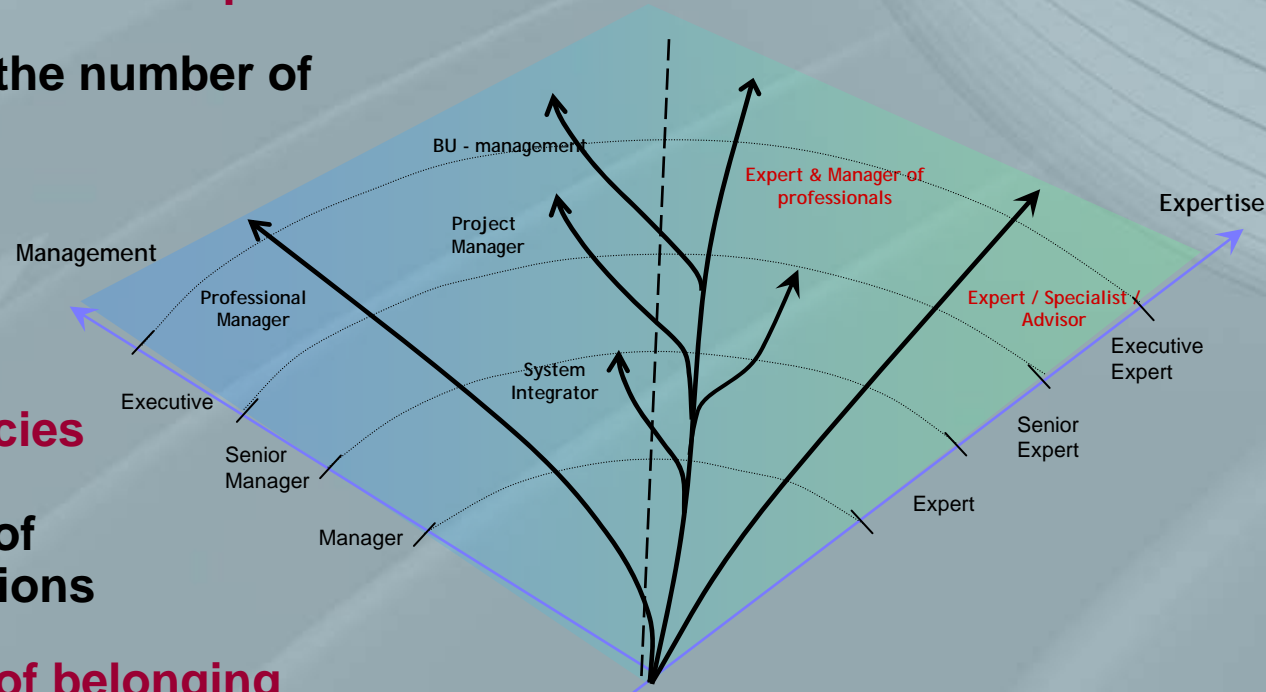 the number of
cies
of
ions
of belonging
Management
Expertise
BU - management
Project
Manager
Professional
Manager
System
Integrator
Expert & Manager of
professionals
Expert / Specialist /
Advisor
Executive
Senior
Manager
Manager
Executive
Expert
Senior
Expert
Expert